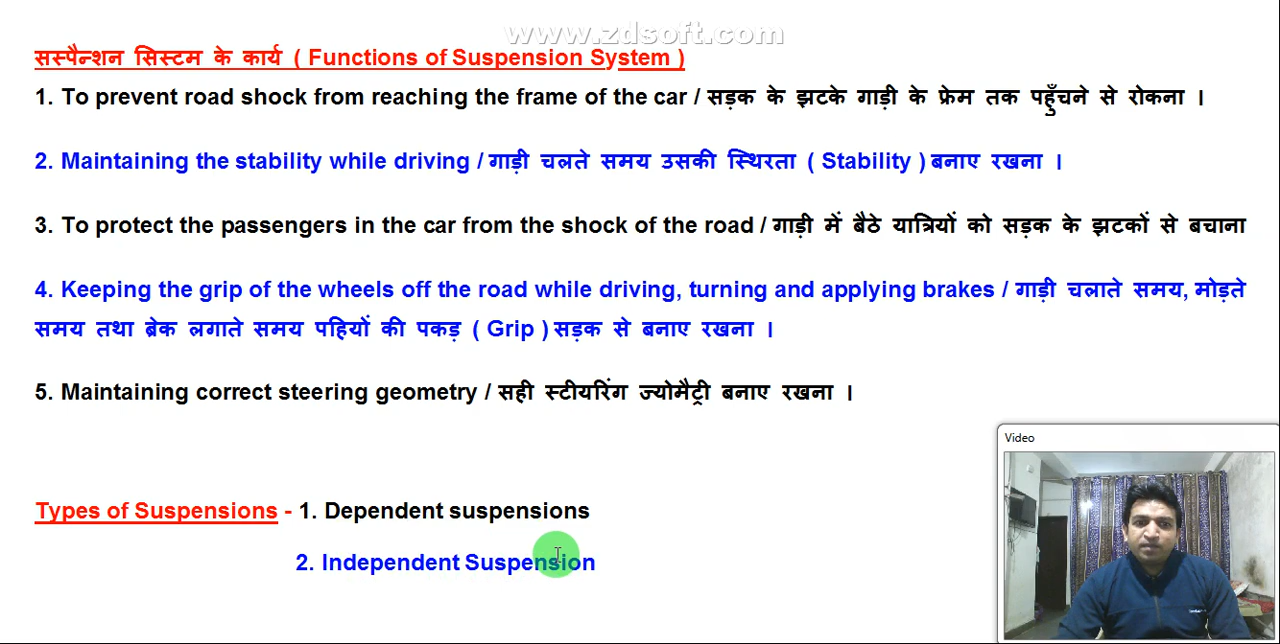 www.zdsoft.com
सस्पैन्शन सिस्टम के कार्य ( Functions of Suspension System )
1. To prevent road shock from reaching the frame of the car / सड़क के झटके गाड़ी के फ्रेम तक पहुँचने से रोकना ।
2. Maintaining the stability while driving / गाड़ी चलते समय उसकी स्थिरता ( Stability ) बनाए रखना ।
3. To protect the passengers in the car from the shock of the road / गाड़ी में बैठे यात्रियों को सड़क के झटकों से बचाना
4. Keeping the grip of the wheels off the road while driving, turning and applying brakes / गाड़ी चलाते समय, मोड़ते
समय तथा ब्रेक लगाते समय पहियों की पकड़ ( Grip ) सड़क से बनाए रखना ।
5. Maintaining correct steering geometry / सही स्टीयरिंग ज्योमैट्री बनाए रखना ।
Video
Types of Suspensions - 1. Dependent suspensions
2. Independent Suspension